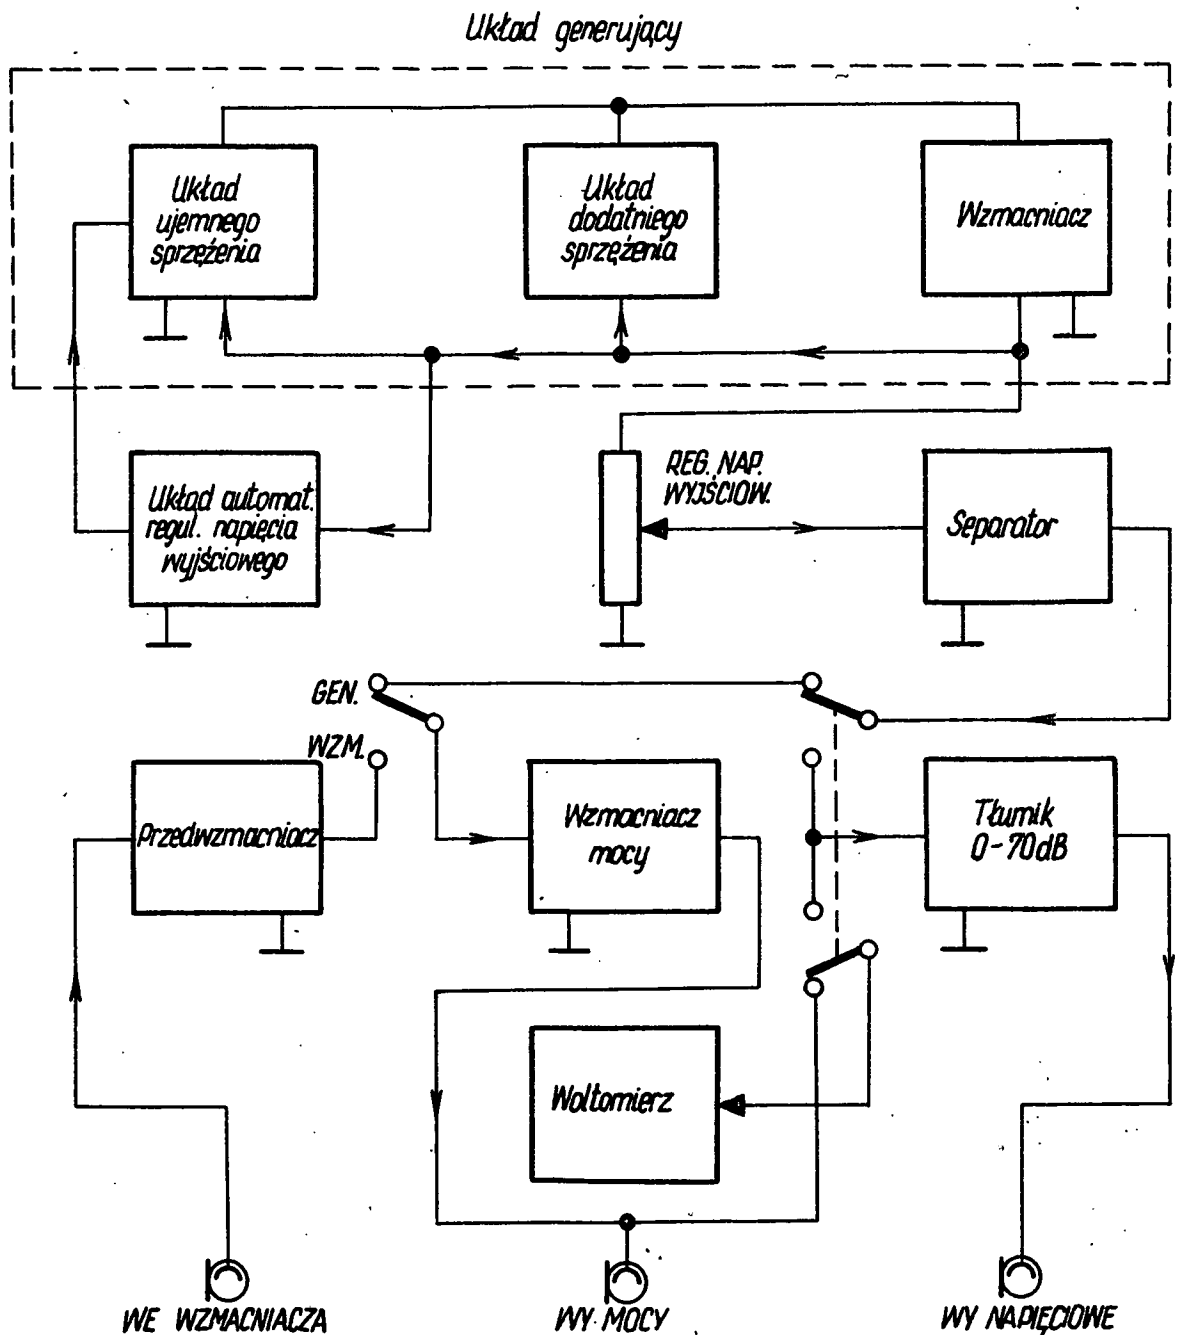 Układ generujący
Układ
ujemnego
sprzężenia
Układ
dodatniego
sprzężenia
Wzmacniacz
Układ automat.
regul. napięcia
wyjściowego
REG. NAP.
WYJŚCIOW.
Separator
GEN.
WZM.
Przedwzmacniacz
Wzmacniacz
mocy
Tłumik
0-70dB
Woltomierz
WE WZMACNIACZA
WY MOCY
WY NAPIĘCIOWE